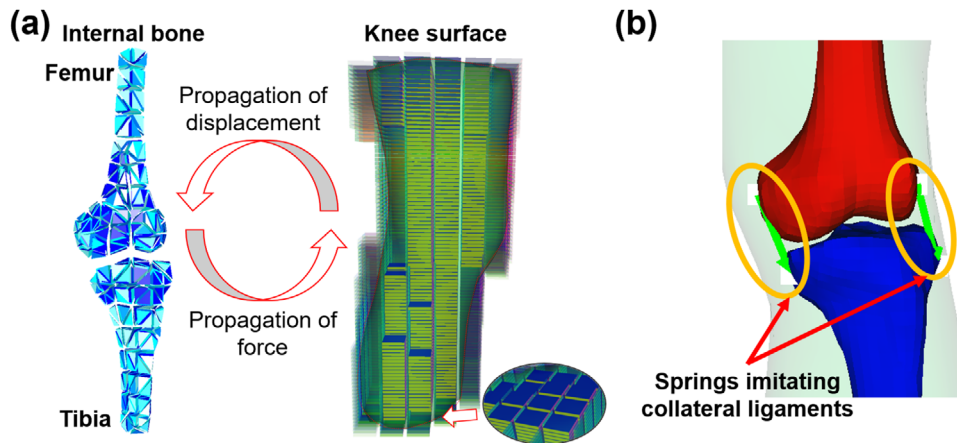 (a)
Internal bone
Femur
Knee surface
Propagation of
displacement
Propagation of
force
Tibia
(b)
Springs imitating
collateral ligaments